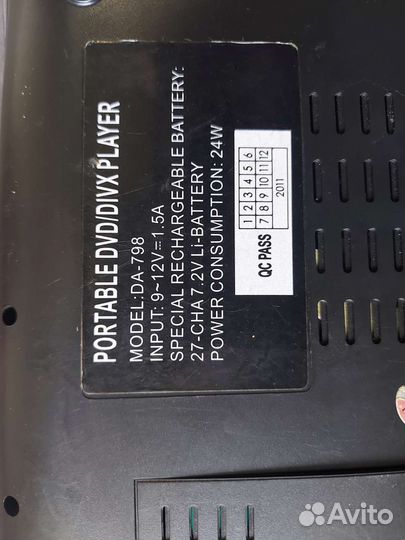 PORTABLE DVD/DIVX PLAYER
MODEL:DA-798
INPUT: 9~12V⎓1.5A
SPECIAL RECHARGEABLE BATTERY:
27-CHA7.2V Li-BATTERY
POWER CONSUMPTION: 24W
QC PASS
1 2 3 4 5 6
7 8 9 10 11 12
2011
Avito